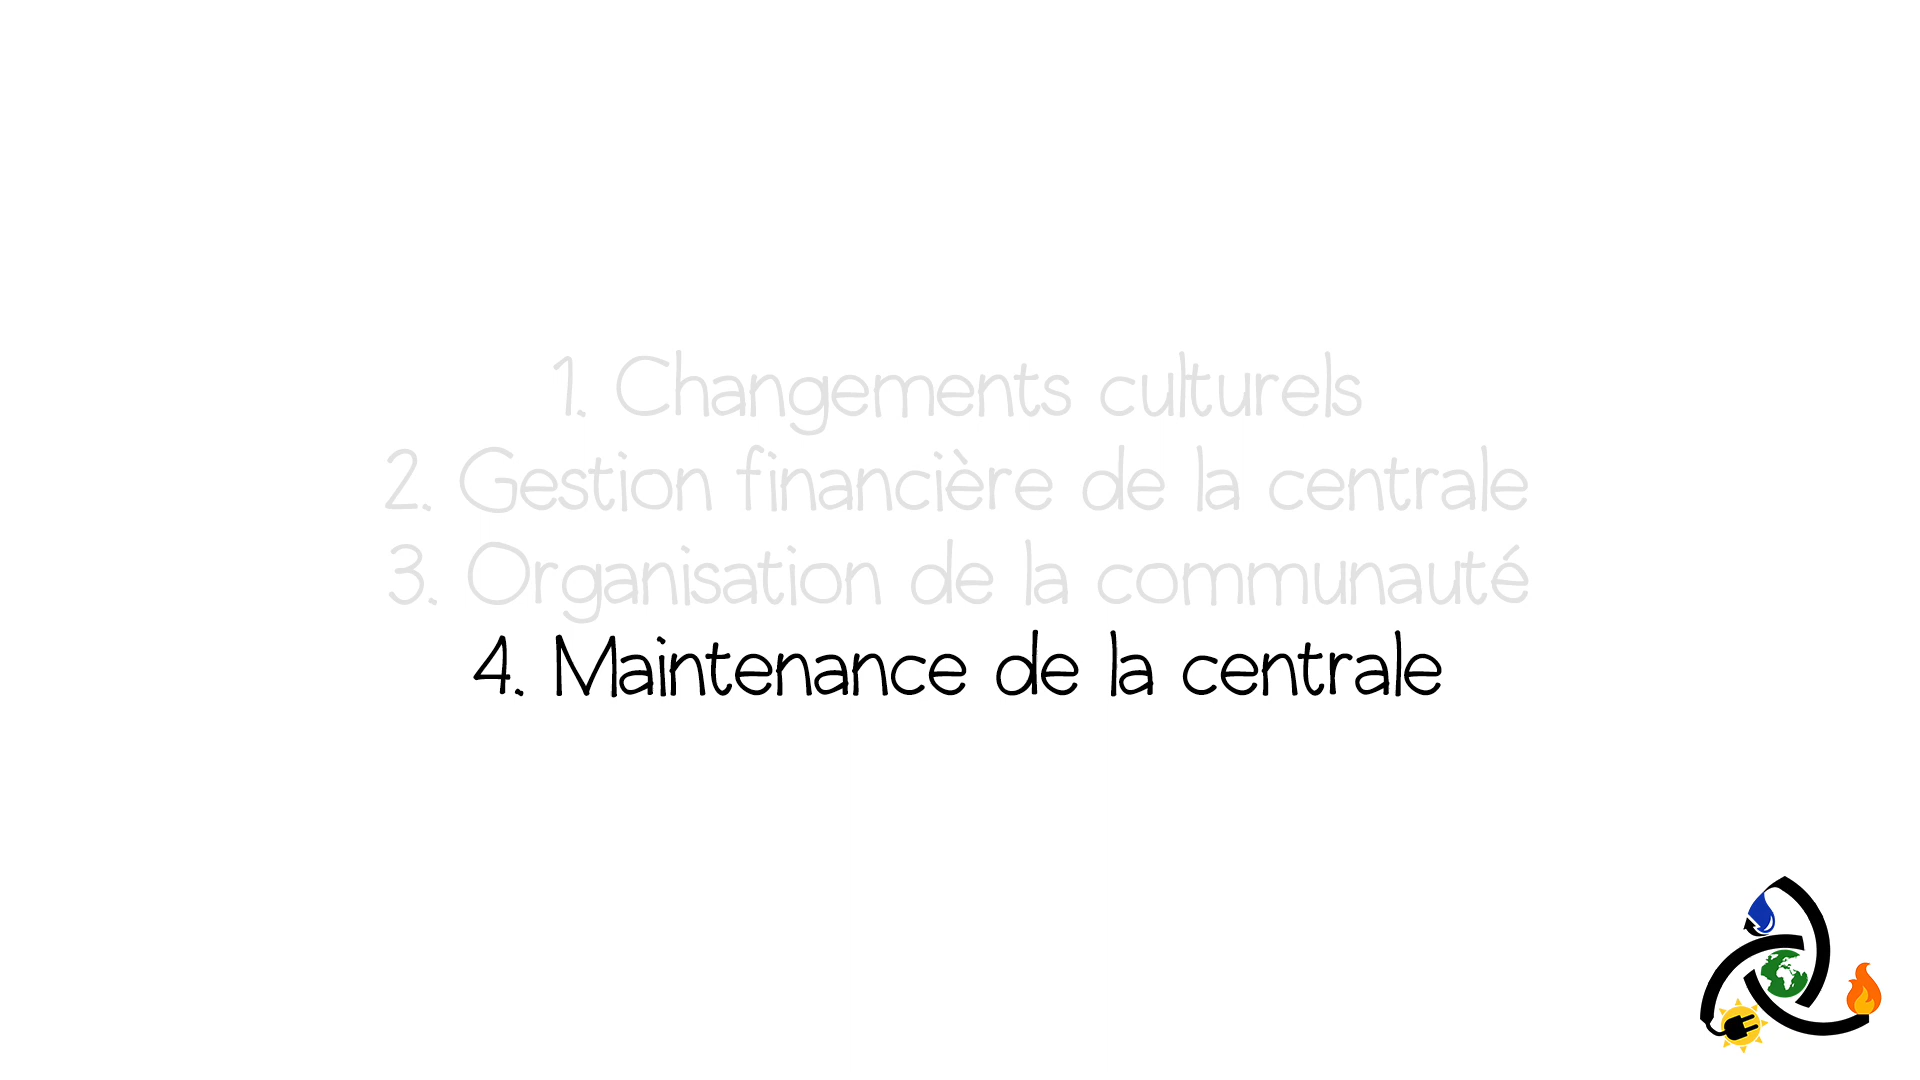 1. Changements culturels
2. Gestion financière de la centrale
3. Organisation de la communauté
4. Maintenance de la centrale